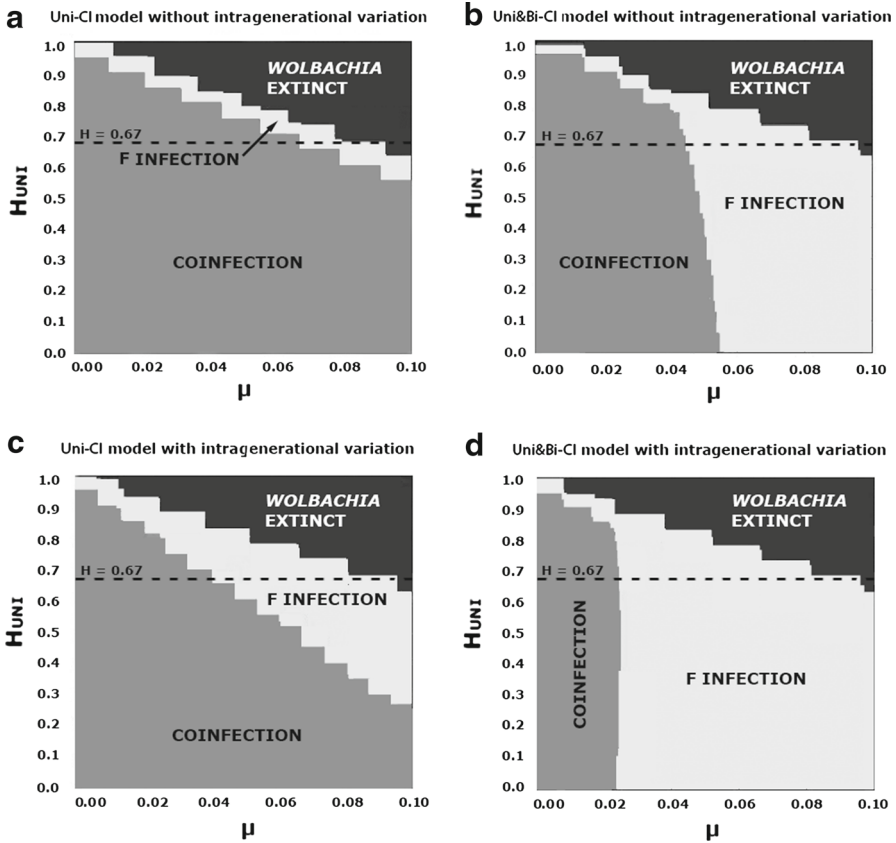 a
Uni-CI model without intragenerational variation
1.0
0.9
0.8
0.7
0.6
0.5
0.4
0.3
0.2
0.1
0.0
HUNI
WOLBACHIA
EXTINCT
H = 0.67
F INFECTION
COINFECTION
0.00 0.02 0.04 0.06 0.08 0.10
μ
b
Uni&Bi-CI model without intragenerational variation
1.0
0.9
0.8
0.7
0.6
0.5
0.4
0.3
0.2
0.1
0.0
HUNI
WOLBACHIA
EXTINCT
H = 0.67
F INFECTION
COINFECTION
0.00 0.02 0.04 0.06 0.08 0.10
μ
c
Uni-CI model with intragenerational variation
1.0
0.9
0.8
0.7
0.6
0.5
0.4
0.3
0.2
0.1
0.0
HUNI
WOLBACHIA
EXTINCT
H = 0.67
F INFECTION
COINFECTION
0.00 0.02 0.04 0.06 0.08 0.10
μ
d
Uni&Bi-CI model with intragenerational variation
1.0
0.9
0.8
0.7
0.6
0.5
0.4
0.3
0.2
0.1
0.0
HUNI
WOLBACHIA
EXTINCT
H = 0.67
COINFECTION
F INFECTION
0.00 0.02 0.04 0.06 0.08 0.10
μ